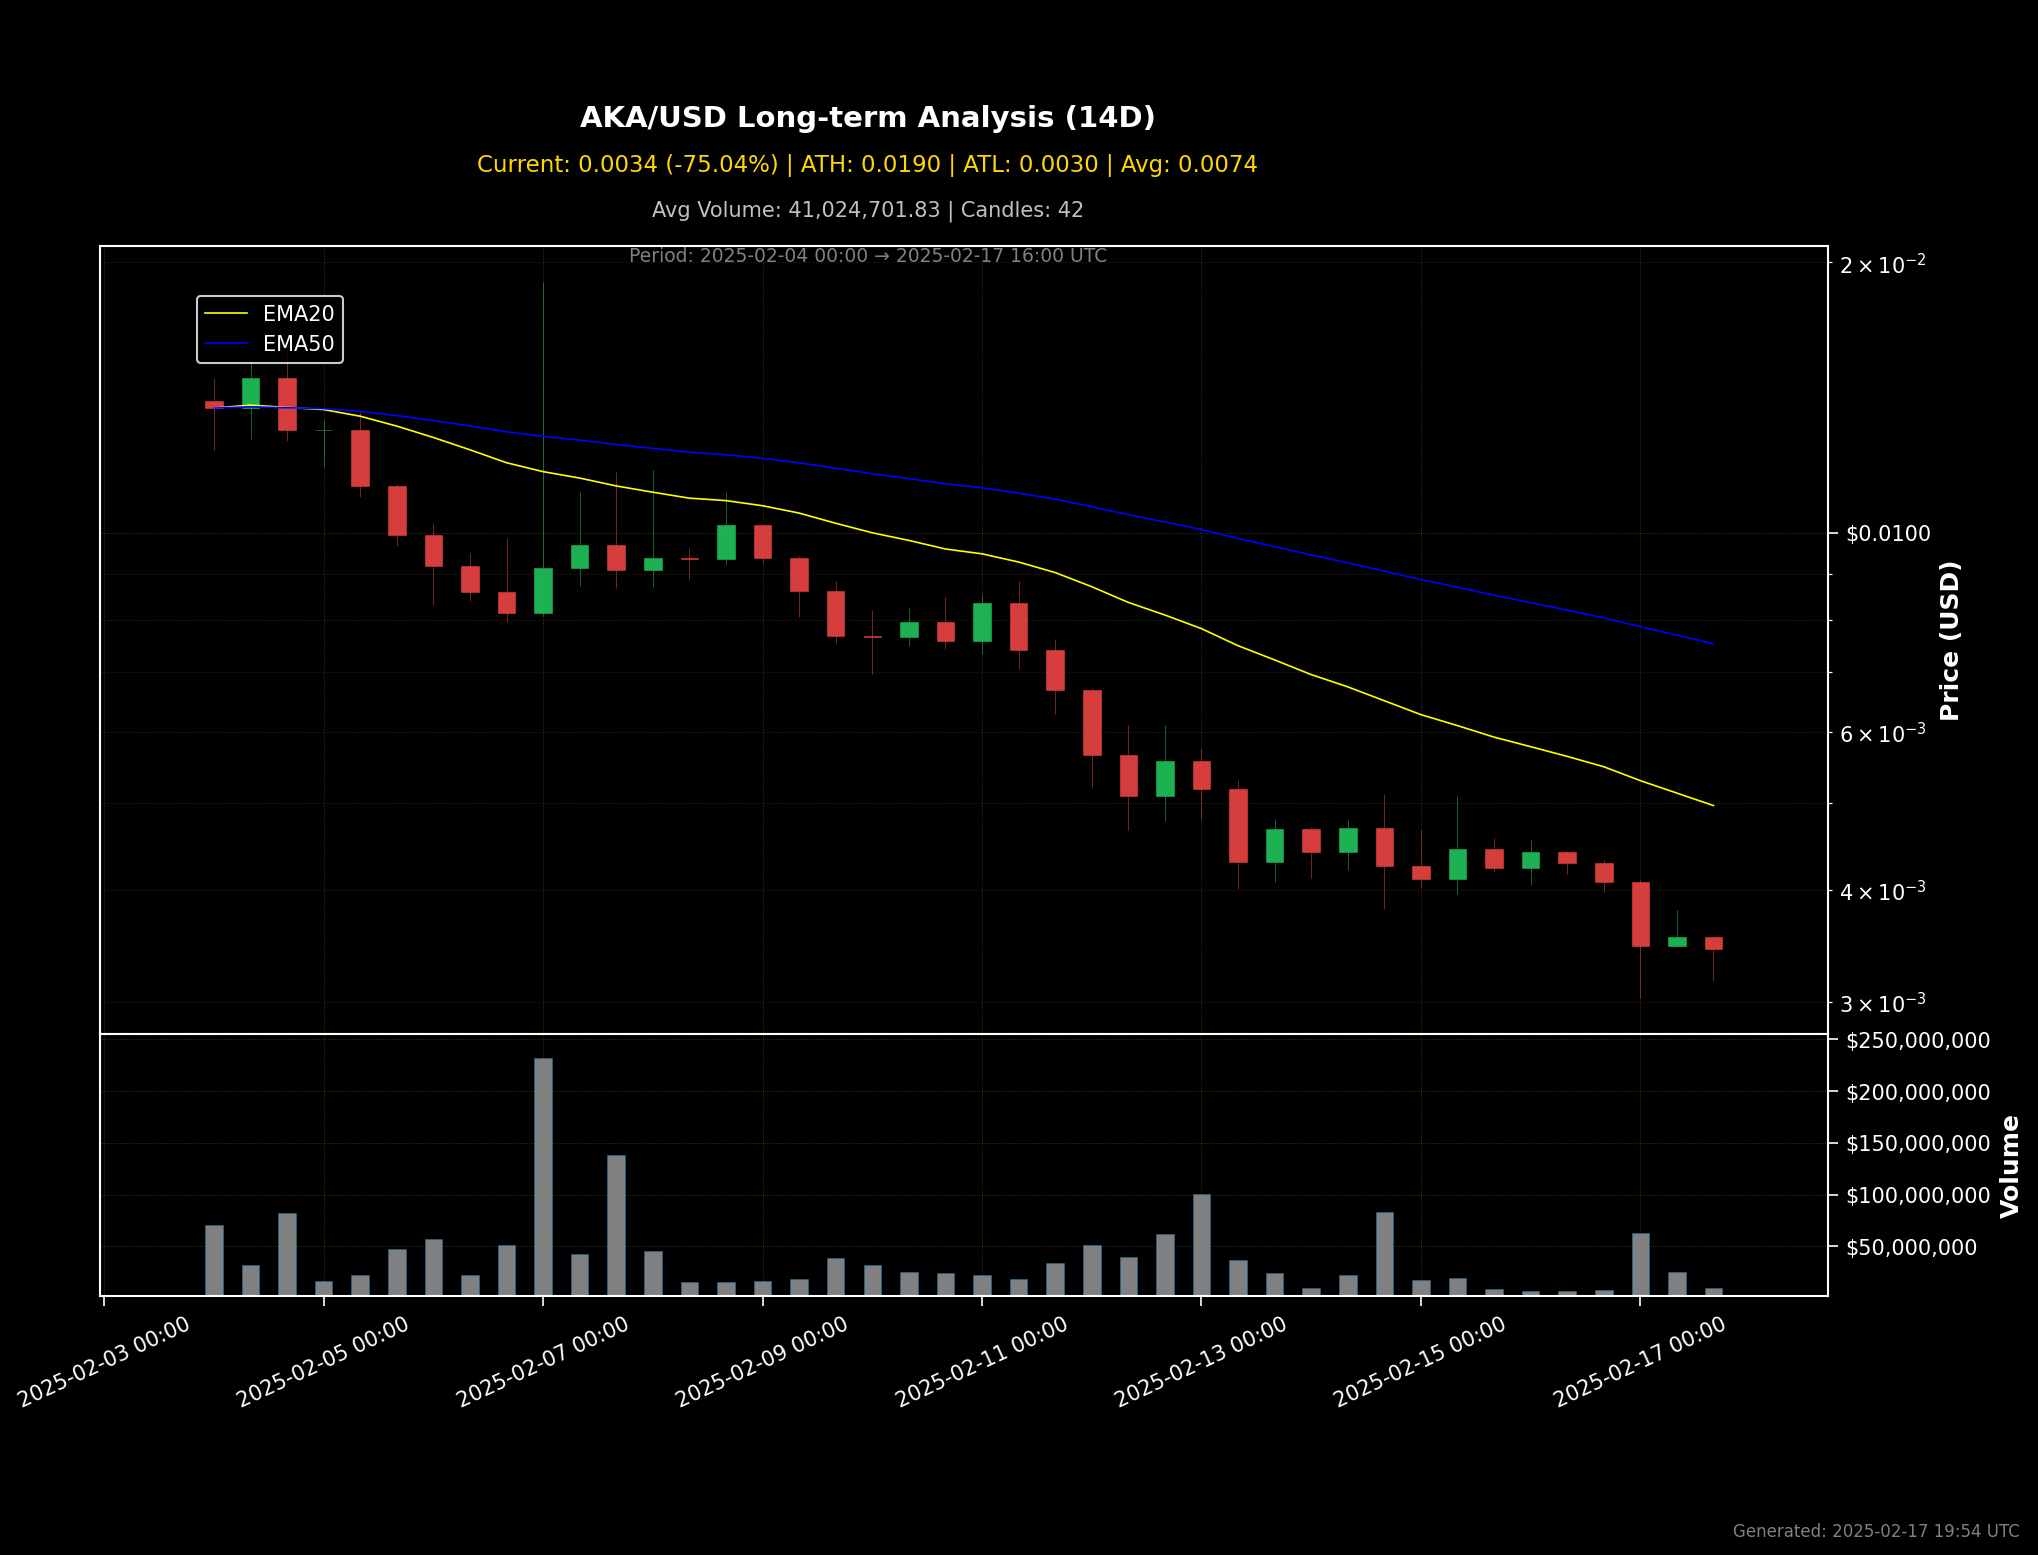 AKA/USD Long-term Analysis (14D)
Current: 0.0034 (-75.04%) | ATH: 0.0190 | ATL: 0.0030 | Avg: 0.0074
Avg Volume: 41,024,701.83 | Candles: 42
Period: 2025-02-04 00:00 → 2025-02-17 16:00 UTC
EMA20
EMA50
2 × 10⁻²
$0.0100
6 × 10⁻³
4 × 10⁻³
3 × 10⁻³
Price (USD)
$250,000,000
$200,000,000
$150,000,000
$100,000,000
$50,000,000
Volume
2025-02-03 00:00
2025-02-05 00:00
2025-02-07 00:00
2025-02-09 00:00
2025-02-11 00:00
2025-02-13 00:00
2025-02-15 00:00
2025-02-17 00:00
Generated: 2025-02-17 19:54 UTC